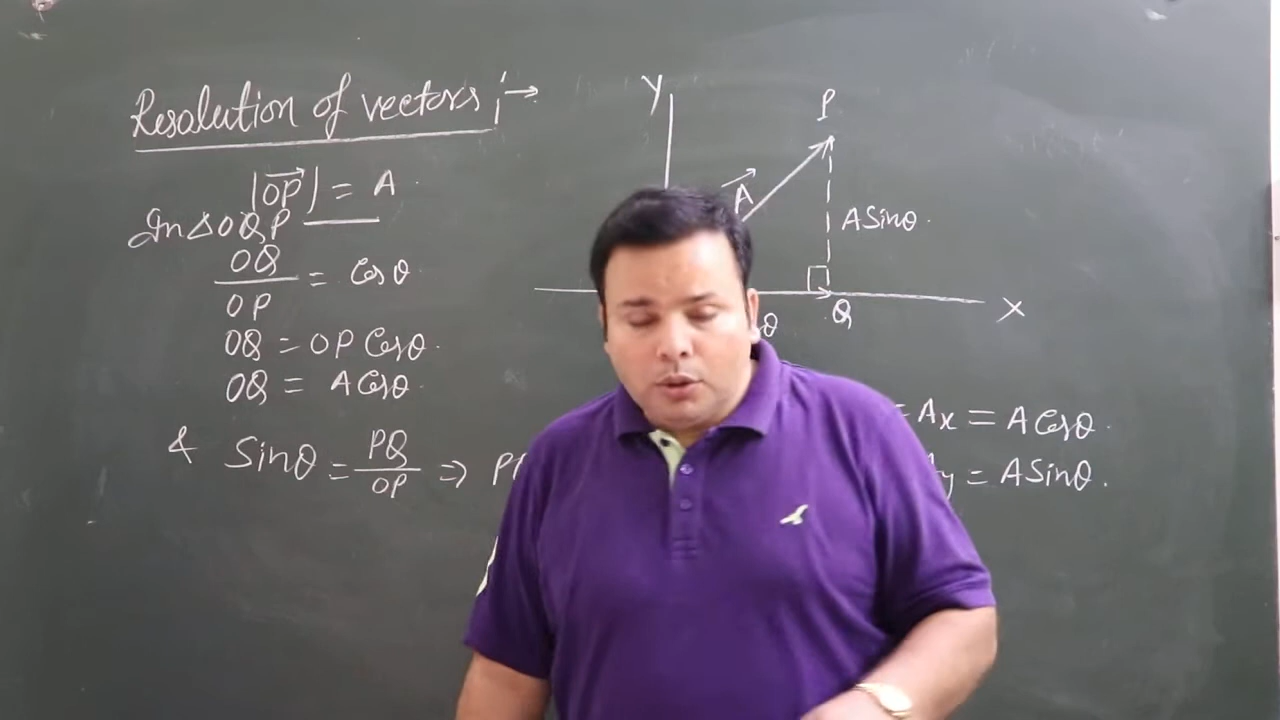 Resolution of vectors :→
|OP→| = A
In Δ OQP
OQ/OP = Cosθ
OQ = OP Cosθ.
OQ = A Cosθ.
& Sinθ = PQ/OP ⇒
Y
P
A→
A Sinθ.
θ
Q
X
= Ax = A Cosθ.
y = A Sinθ.